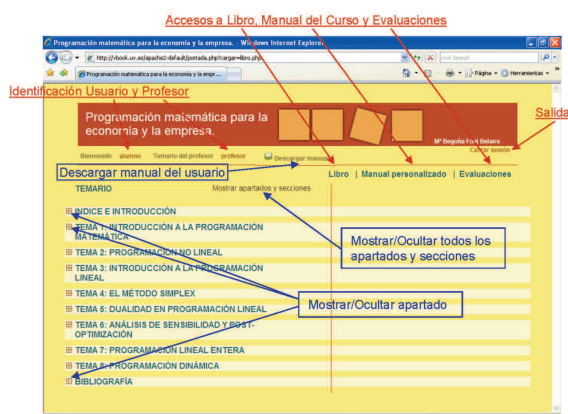 Accesos a Libro, Manual del Curso y Evaluaciones
Programación matemática para la economía y la empresa. - Windows Internet Explorer
http://vbook.uv.es/apache2-default/portada.php?cargar=libro.php
Live Search
Programación matemática para la economía y la empr...
Página
Herramientas
Identificación Usuario y Profesor
Salida
Programación matemática para la
economía y la empresa.
Mª Begoña Font Belaire
Bienvenido alumno Temario del profesor profesor Descargar manual
Cerrar sesión
Descargar manual del usuario
Libro | Manual personalizado | Evaluaciones
TEMARIO
Mostrar apartados y secciones
INDICE E INTRODUCCIÓN
TEMA 1: INTRODUCCIÓN A LA PROGRAMACIÓN
MATEMÁTICA
Mostrar/Ocultar todos los
apartados y secciones
TEMA 2: PROGRAMACIÓN NO LINEAL
TEMA 3: INTRODUCCIÓN A LA PROGRAMACIÓN
LINEAL
TEMA 4: EL MÉTODO SIMPLEX
Mostrar/Ocultar apartado
TEMA 5: DUALIDAD EN PROGRAMACIÓN LINEAL
TEMA 6: ANÁLISIS DE SENSIBILIDAD Y POST-
OPTIMIZACIÓN
TEMA 7: PROGRAMACIÓN LINEAL ENTERA
TEMA 8: PROGRAMACIÓN DINÁMICA
BIBLIOGRAFÍA